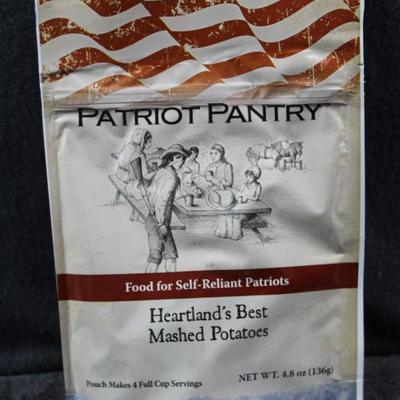 PATRIOT PANTRY
Food for Self-Reliant Patriots
Heartland's Best
Mashed Potatoes
Pouch Makes 4 Full Cup Servings
NET WT. 4.8 oz (136g)